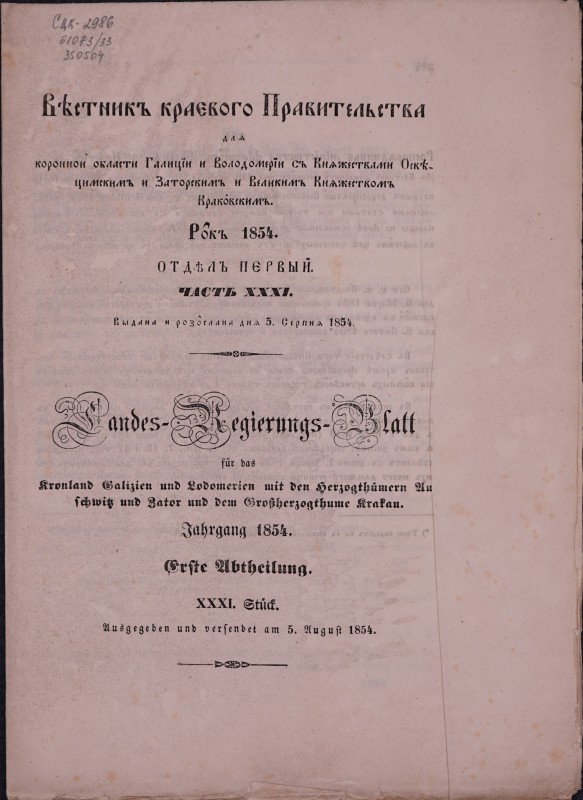 Сдк-2986
61073/33
350504
Вѣстникъ краевого Правительства
для
коронной области Галиціи и Володомеріи съ Княжествами Освѣ-
цимскимъ и Заторскимъ и Великимъ Княжествомъ
Краковскимъ.
Рôкъ 1854.
ОТДѢЛЪ ПЕРВЫЙ.
ЧАСТЬ XXXI.
Выдана и розôслана дня 5. Серпня 1854.
Landes-Regierungs-Blatt
für das
Kronland Galizien und Lodomerien mit den Herzogthümern Au
schwitz und Zator und dem Großherzogthume Krakau.
Jahrgang 1854.
Erste Abtheilung.
XXXI. Stück.
Ausgegeben und versendet am 5. August 1854.